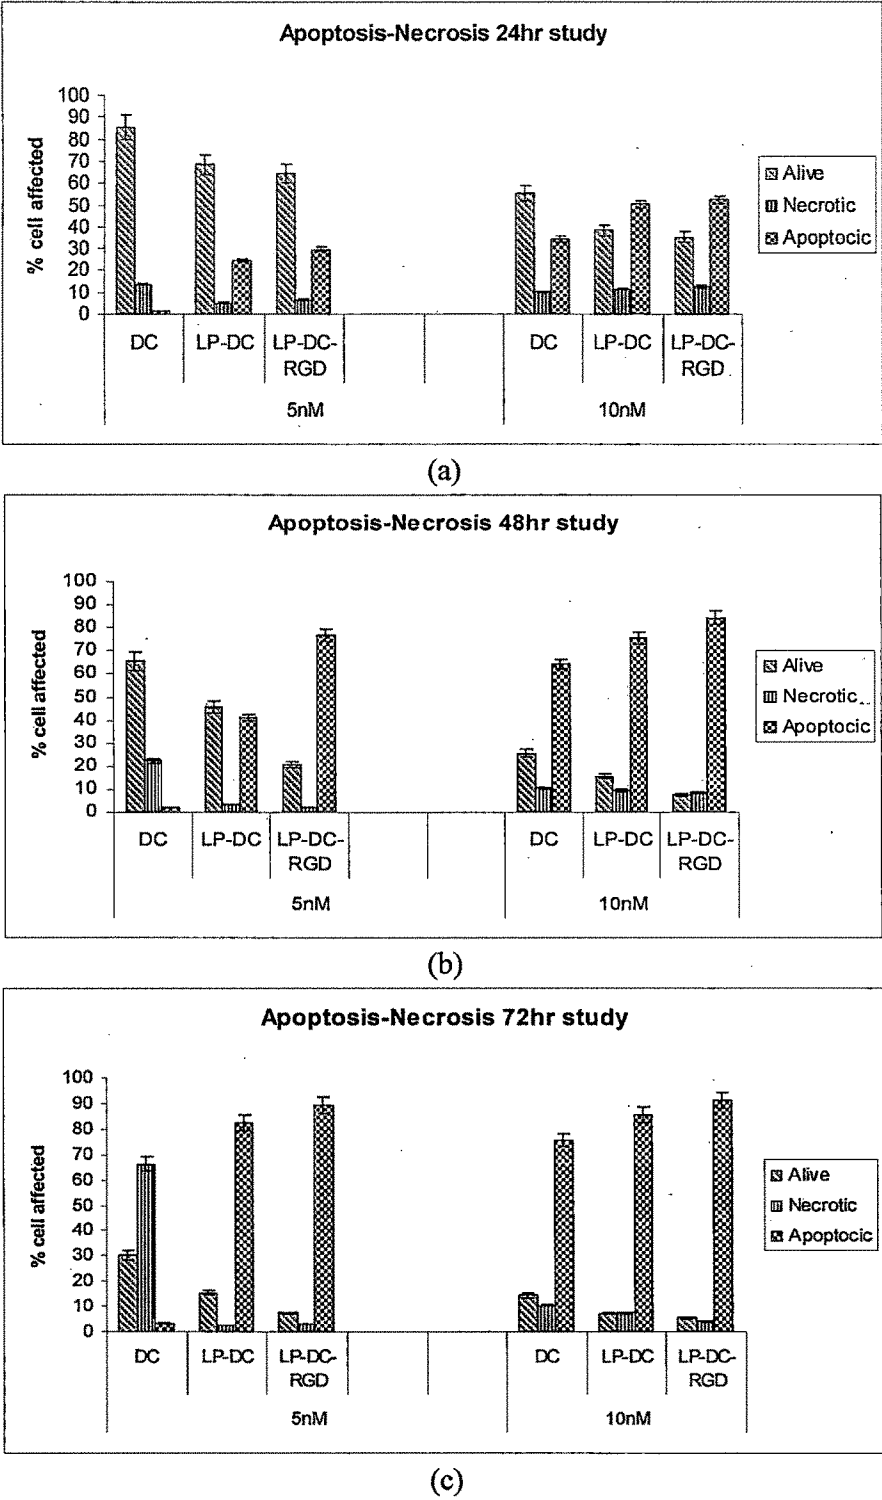 Apoptosis-Necrosis 24hr study
% cell affected
100
90
80
70
60
50
40
30
20
10
0
DC LP-DC LP-DC-RGD DC LP-DC LP-DC-RGD
5nM 10nM
Alive
Necrotic
Apoptocic
(a)
Apoptosis-Necrosis 48hr study
% cell affected
100
90
80
70
60
50
40
30
20
10
0
DC LP-DC LP-DC-RGD DC LP-DC LP-DC-RGD
5nM 10nM
Alive
Necrotic
Apoptocic
(b)
Apoptosis-Necrosis 72hr study
% cell affected
100
90
80
70
60
50
40
30
20
10
0
DC LP-DC LP-DC-RGD DC LP-DC LP-DC-RGD
5nM 10nM
Alive
Necrotic
Apoptocic
(c)